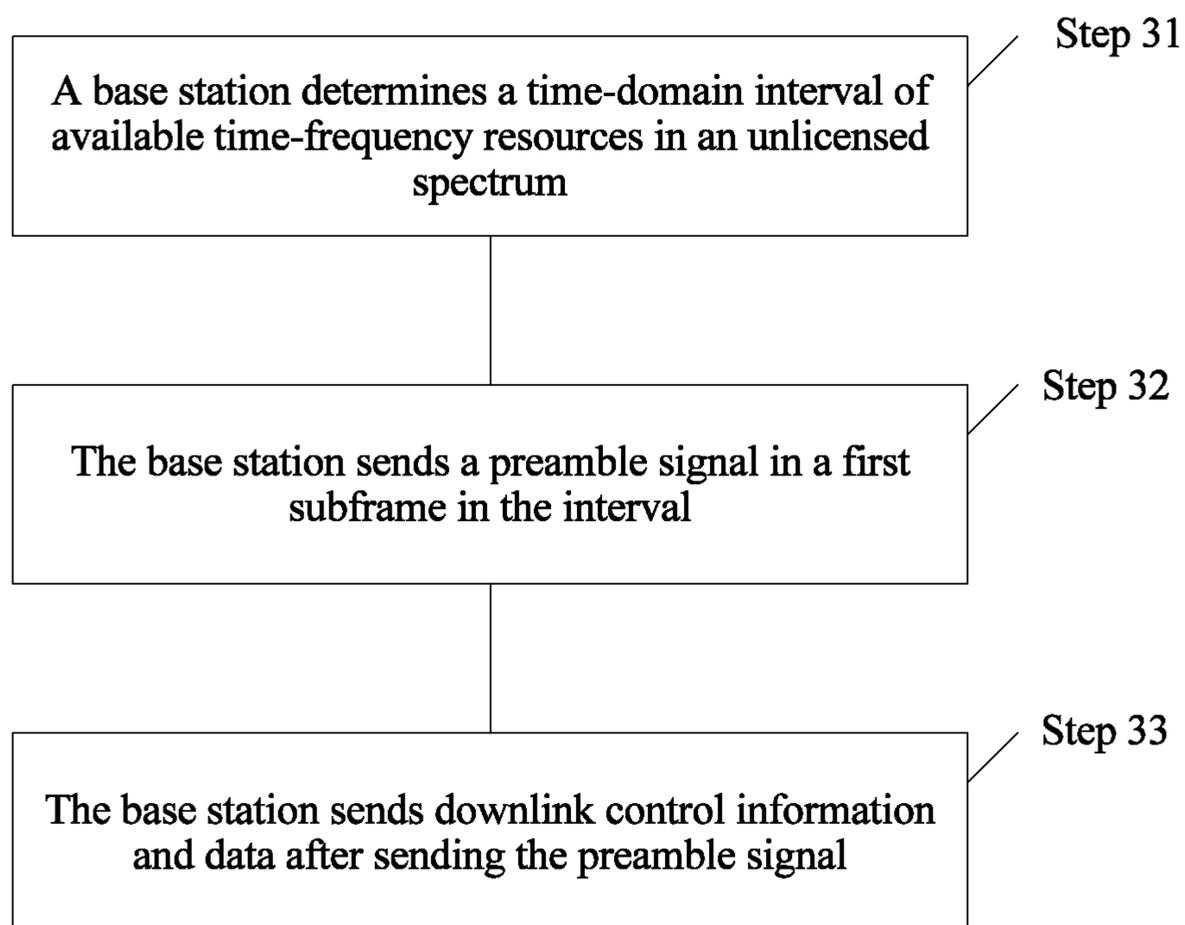 Step 31
A base station determines a time-domain interval of
available time-frequency resources in an unlicensed
spectrum
Step 32
The base station sends a preamble signal in a first
subframe in the interval
Step 33
The base station sends downlink control information
and data after sending the preamble signal